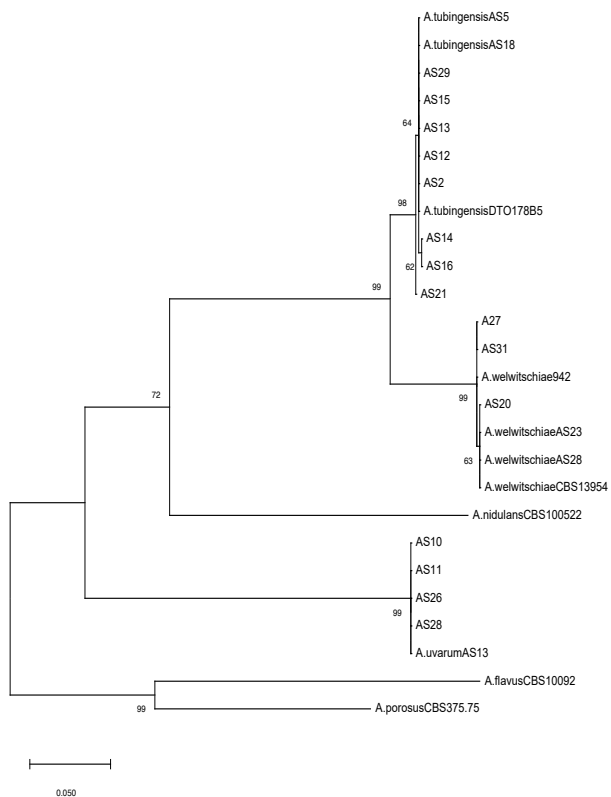 A.tubingensisAS5
A.tubingensisAS18
AS29
AS15
AS13
64
AS12
AS2
98
A.tubingensisDTO178B5
AS14
62
AS16
AS21
99
A27
AS31
A.welwitschiae942
72
99
AS20
A.welwitschiaeAS23
63
A.welwitschiaeAS28
A.welwitschiaeCBS13954
A.nidulansCBS100522
AS10
AS11
AS26
99
AS28
A.uvarumAS13
A.flavusCBS10092
99
A.porosusCBS375.75
0.050